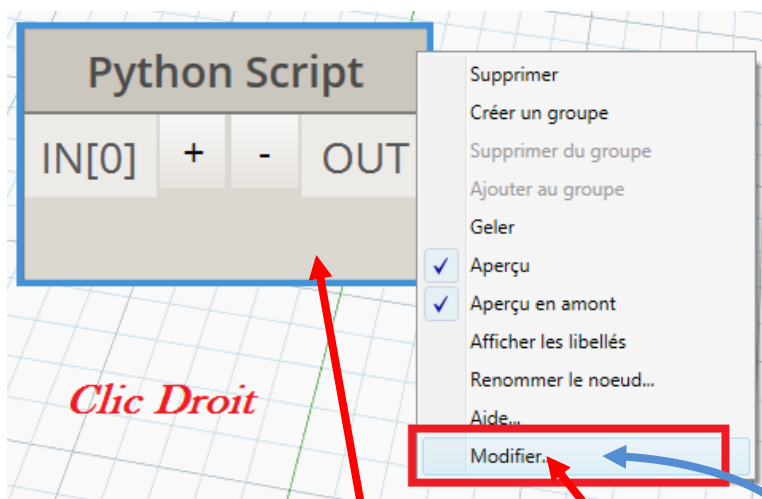 Python Script
IN[0] + - OUT
Clic Droit
Supprimer
Créer un groupe
Supprimer du groupe
Ajouter au groupe
Geler
Aperçu
Aperçu en amont
Afficher les libellés
Renommer le noeud...
Aide...
Modifier...